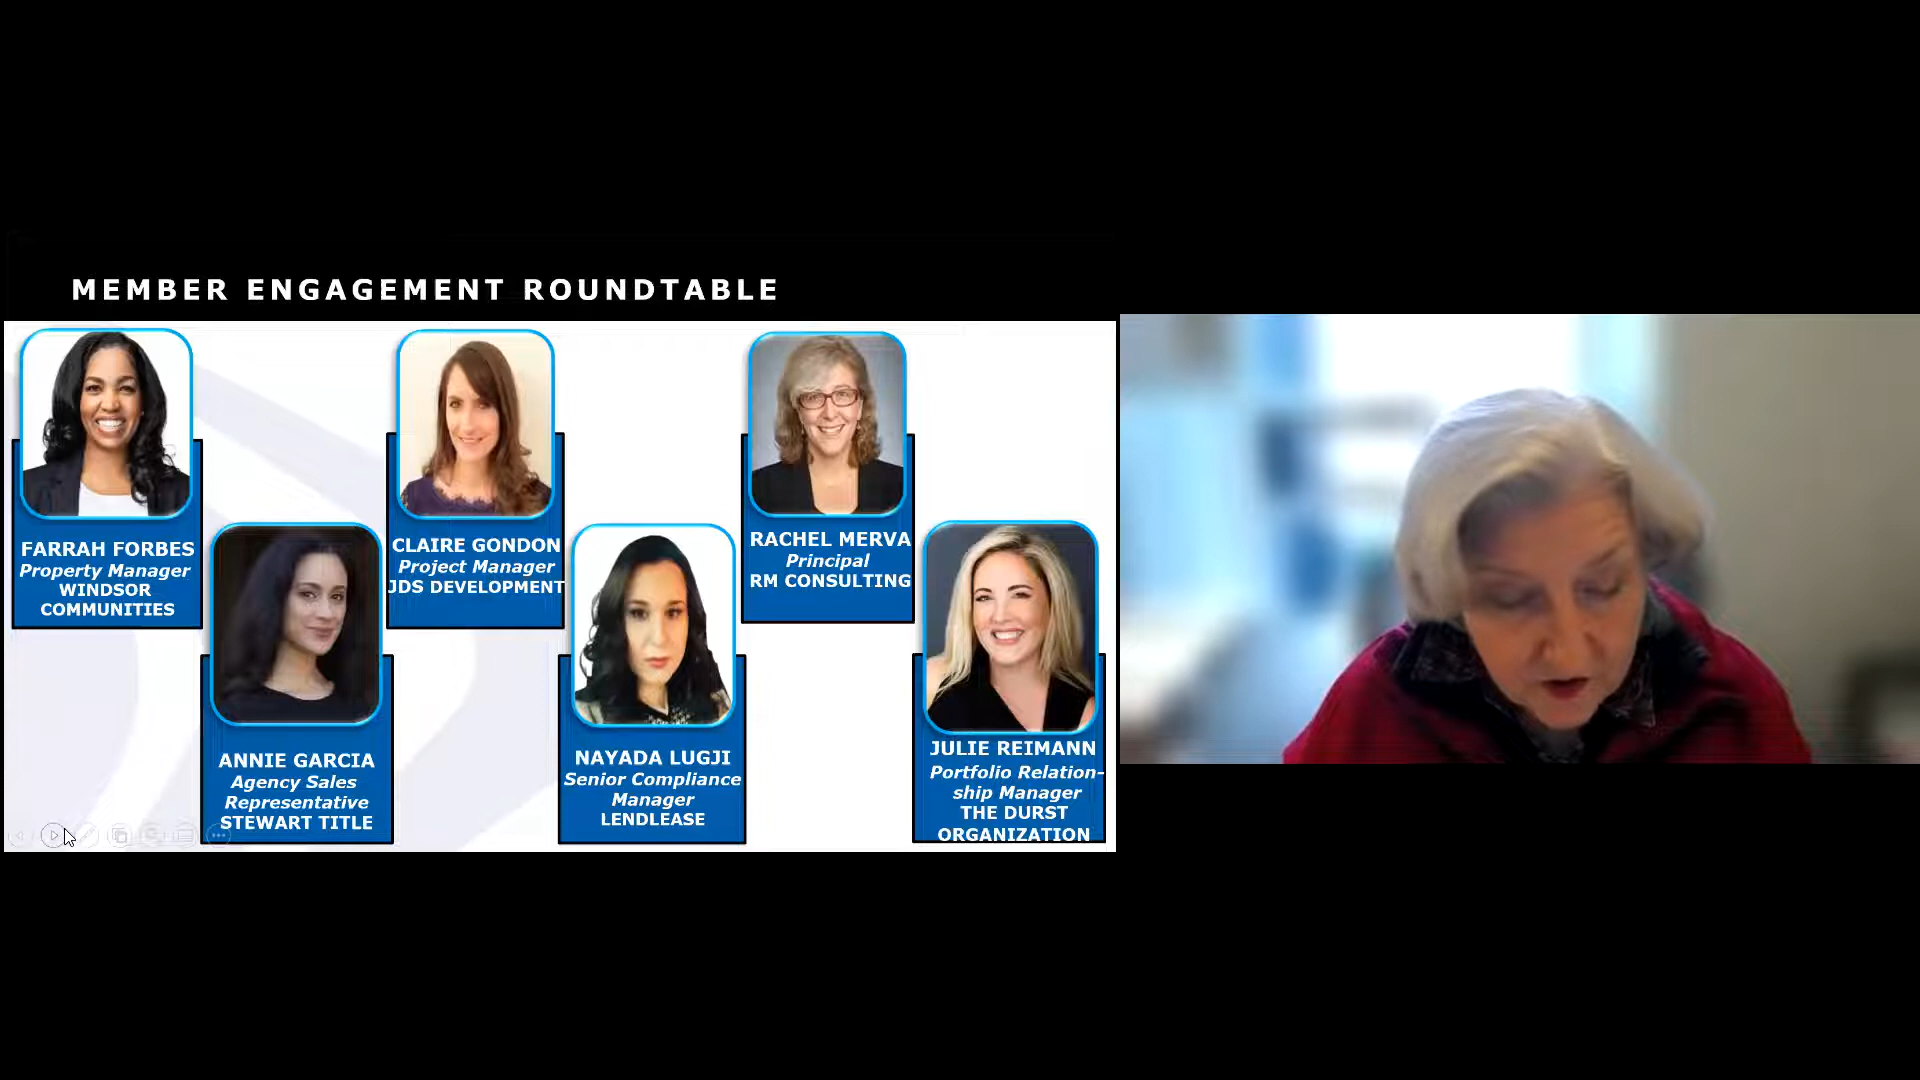 MEMBER ENGAGEMENT ROUNDTABLE
FARRAH FORBES
Property Manager
WINDSOR
COMMUNITIES
ANNIE GARCIA
Agency Sales
Representative
STEWART TITLE
CLAIRE GONDON
Project Manager
JDS DEVELOPMENT
NAYADA LUGJI
Senior Compliance
Manager
LENDLEASE
RACHEL MERVA
Principal
RM CONSULTING
JULIE REIMANN
Portfolio Relation-
ship Manager
THE DURST
ORGANIZATION